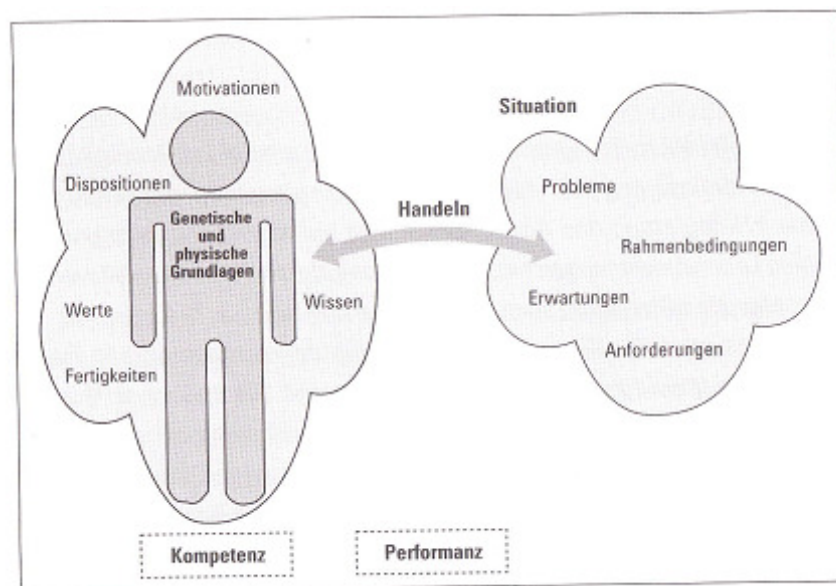 Motivationen
Situation
Dispositionen
Probleme
Handeln
Genetische
und
physische
Grundlagen
Rahmenbedingungen
Werte
Wissen
Erwartungen
Fertigkeiten
Anforderungen
Kompetenz
Performanz